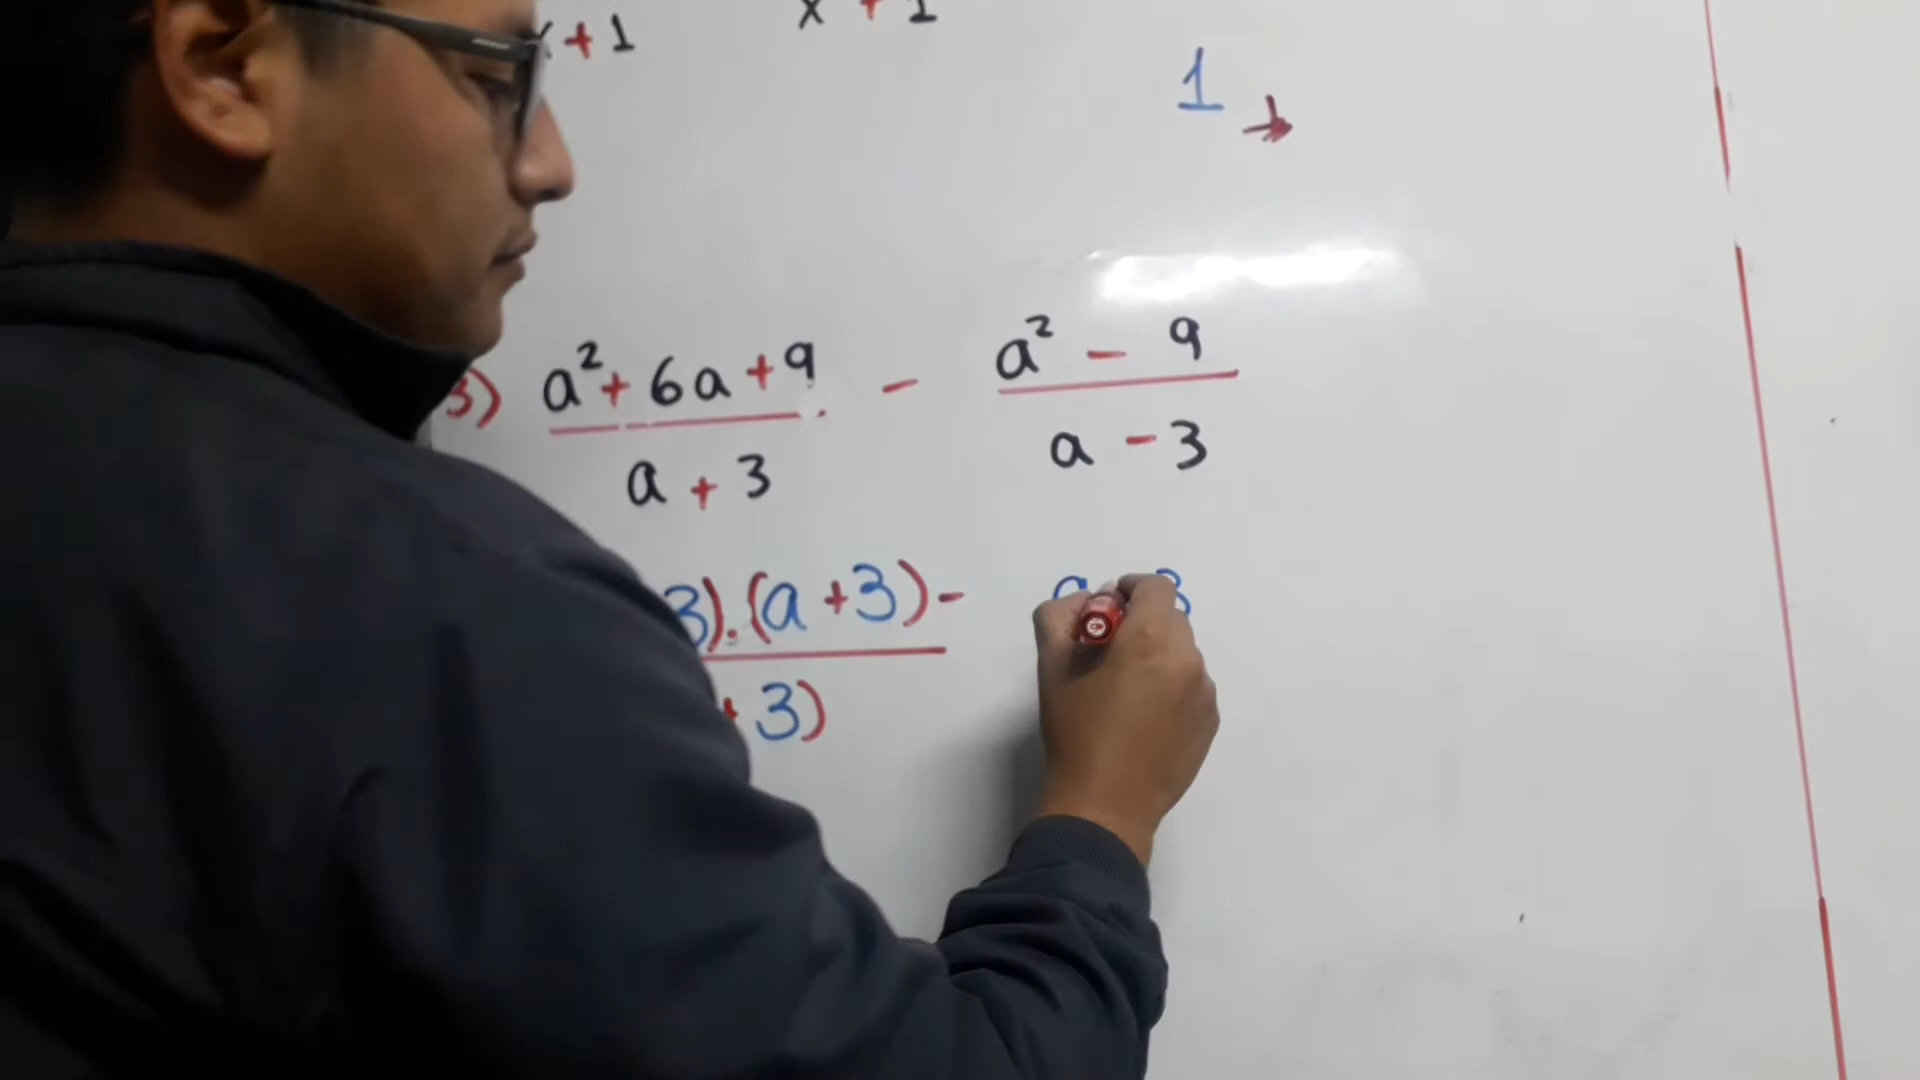 x + 1 x + 1
1
3) a² + 6a + 9 - a² - 9
a + 3 a - 3
3).(a + 3) - a 3
+ 3)